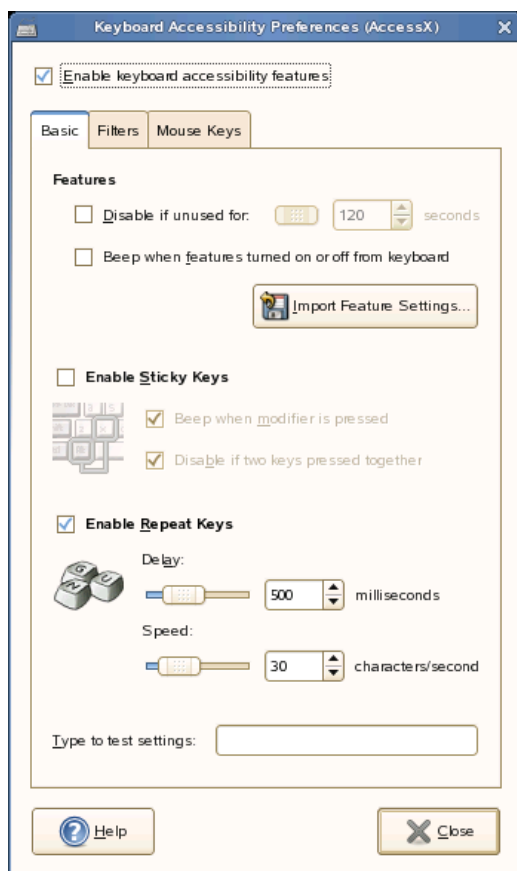 Keyboard Accessibility Preferences (AccessX)
Enable keyboard accessibility features
Basic Filters Mouse Keys
Features
Disable if unused for: 120 seconds
Beep when features turned on or off from keyboard
Import Feature Settings...
Enable Sticky Keys
Beep when modifier is pressed
Disable if two keys pressed together
Enable Repeat Keys
Delay:
G N U
500 milliseconds
Speed:
30 characters/second
Type to test settings:
Help Close